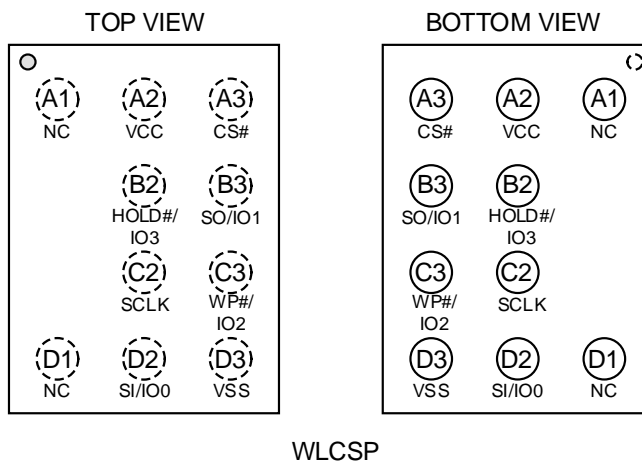 TOP VIEW BOTTOM VIEW
A1 A2 A3 A3 A2 A1
NC VCC CS# CS# VCC NC
B2 B3 B3 B2
HOLD#/ SO/IO1 SO/IO1 HOLD#/
IO3 IO3
C2 C3 C3 C2
SCLK WP#/ WP#/ SCLK
IO2 IO2
D1 D2 D3 D3 D2 D1
NC SI/IO0 VSS VSS SI/IO0 NC
WLCSP